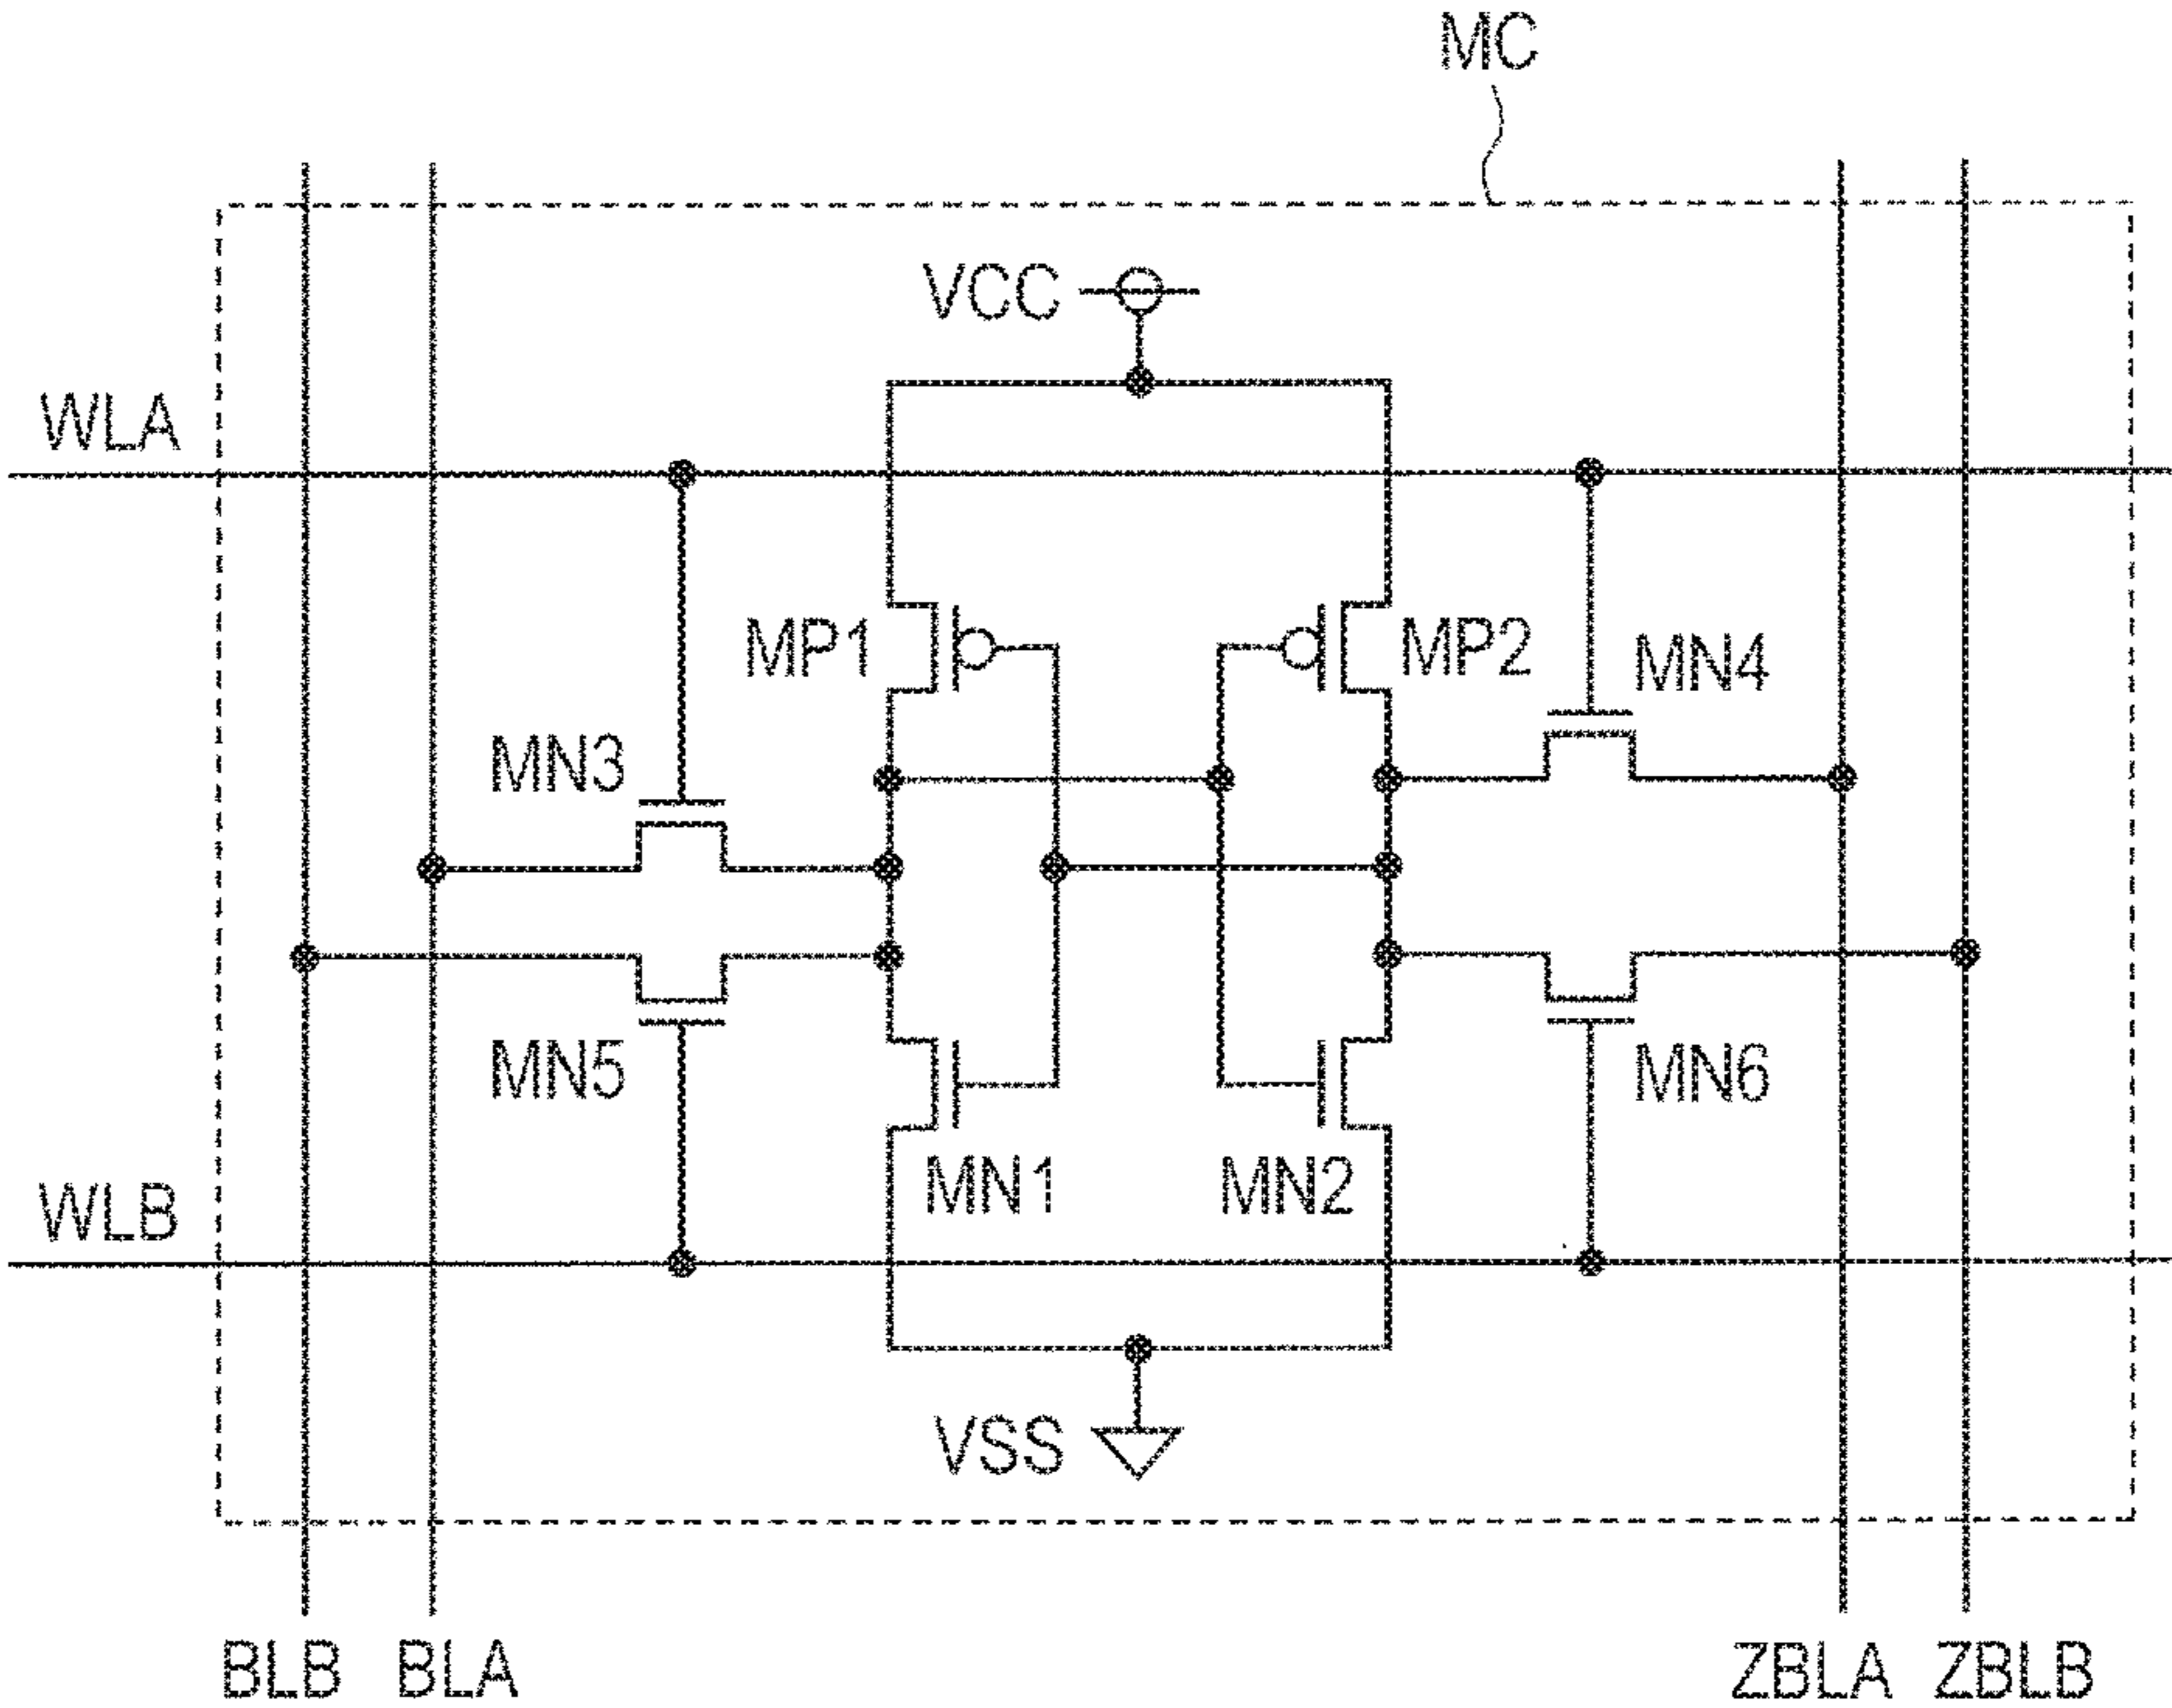 MC
VCC
WLA
MP1
MP2
MN4
MN3
MN5
MN6
MN1
MN2
WLB
VSS
BLB
BLA
ZBLA
ZBLB